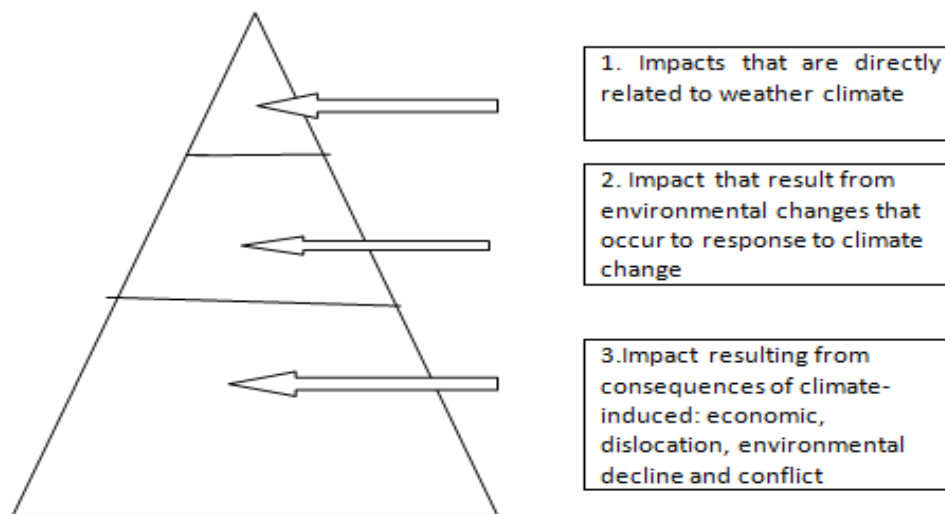 1. Impacts that are directly
related to weather climate
2. Impact that result from
environmental changes that
occur to response to climate
change
3.Impact resulting from
consequences of climate-
induced: economic,
dislocation, environmental
decline and conflict